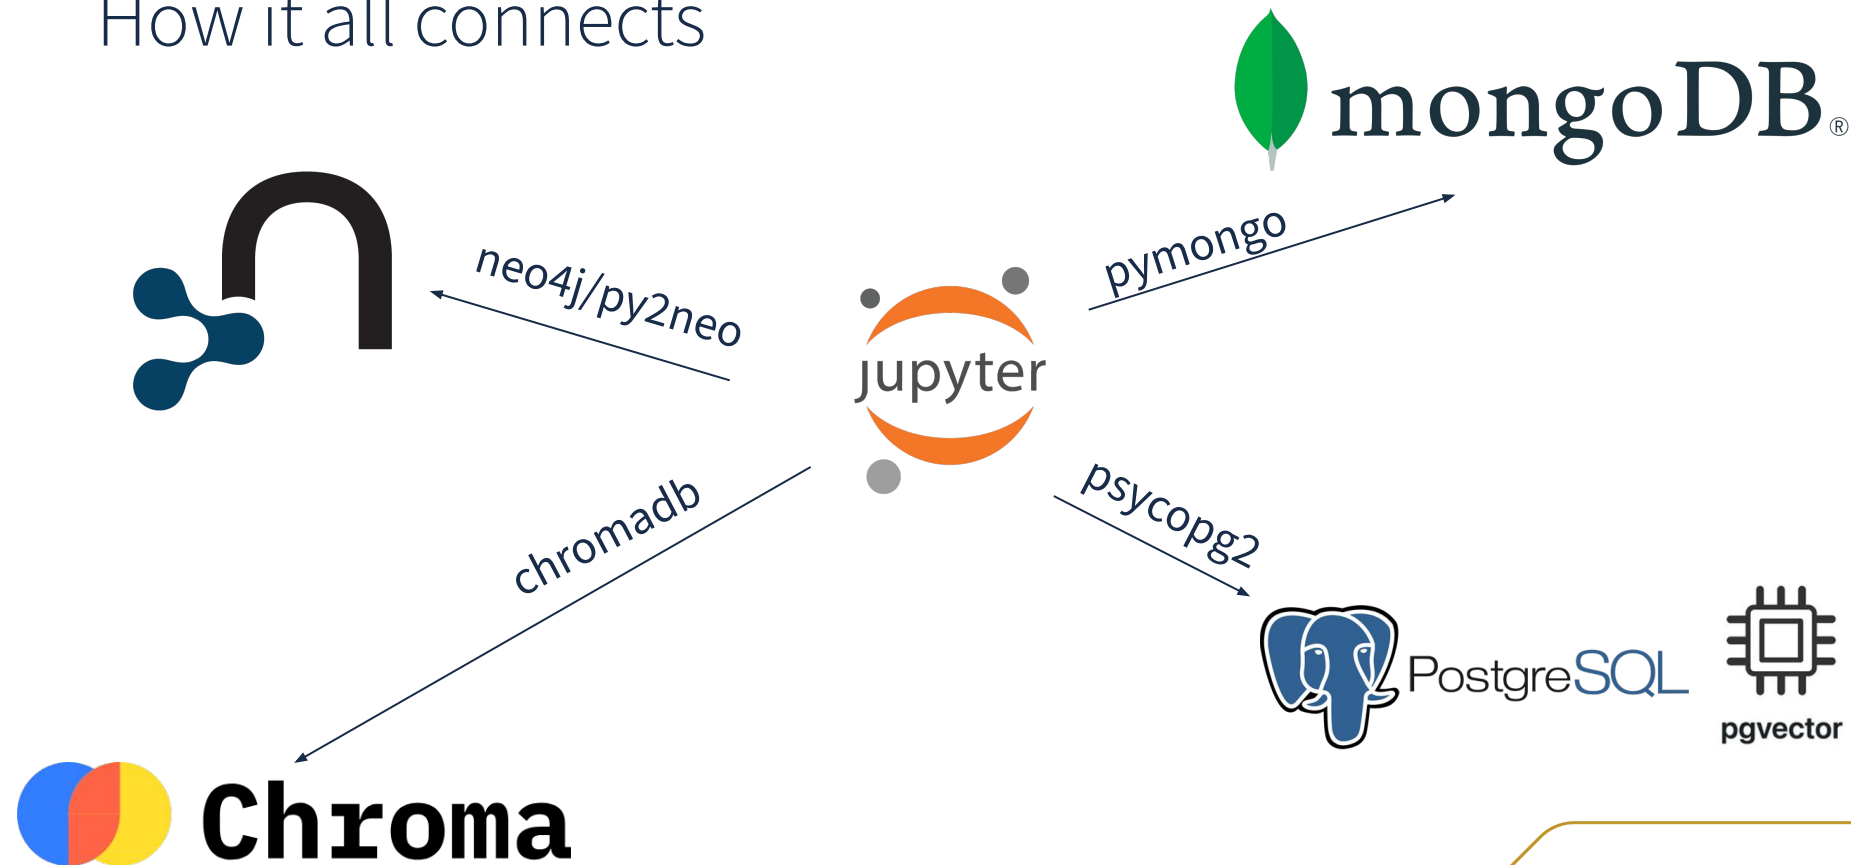 How it all connects
mongoDB®
neo4j/py2neo
pymongo
jupyter
chromadb
psycopg2
PostgreSQL
pgvector
Chroma